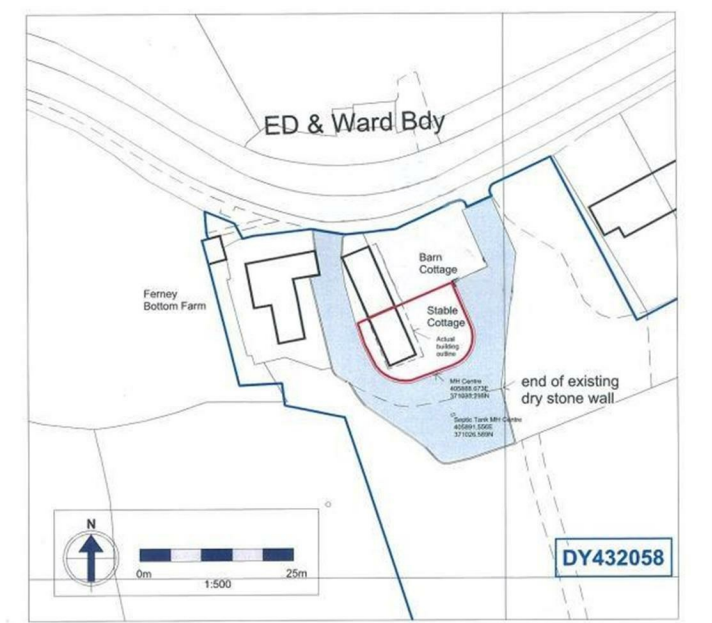 ED & Ward Bdy
Barn
Cottage
Ferney
Bottom Farm
Stable
Cottage
Actual
building
outline
MH Centre
end of existing
dry stone wall
Septic Tank MH Centre
N
0m
25m
1:500
DY432058